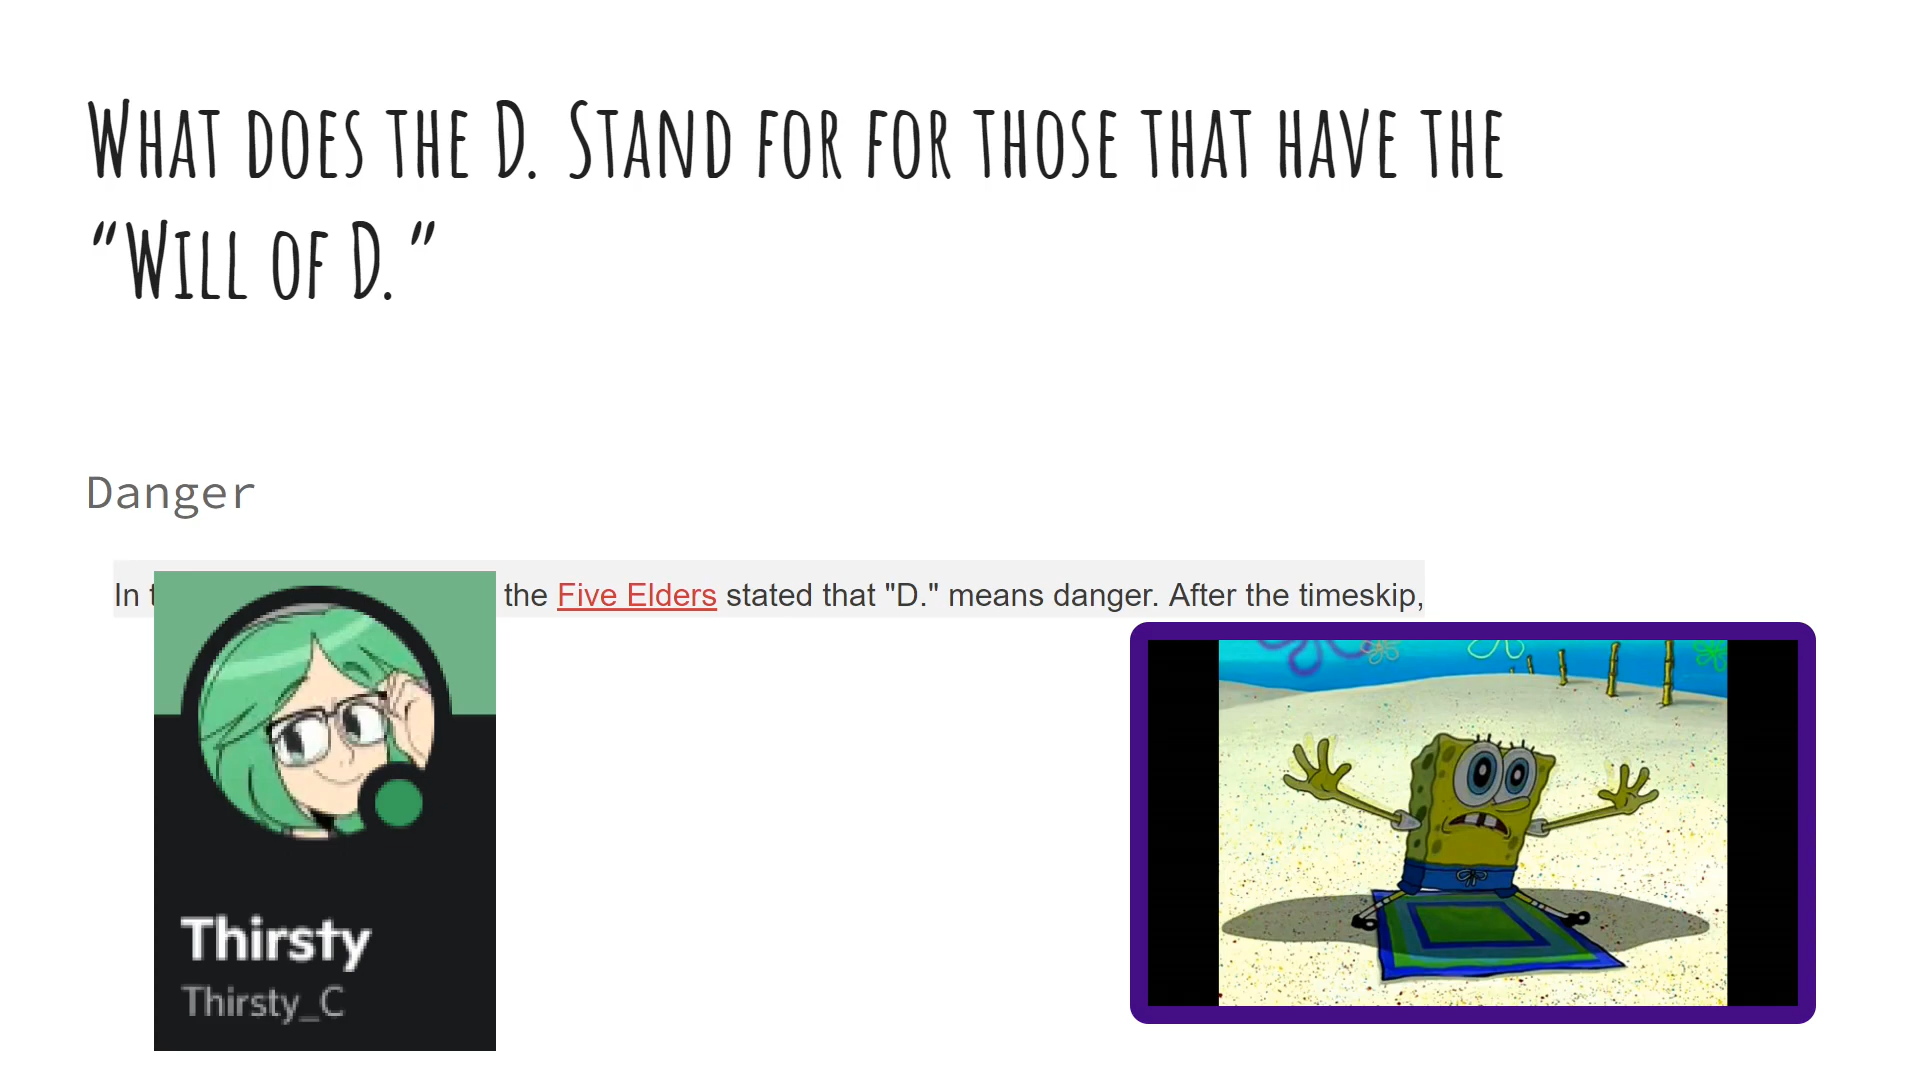 What does the D. Stand for for those that have the
“Will of D.”
Danger
In the Five Elders stated that "D." means danger. After the timeskip,
Thirsty
Thirsty_C